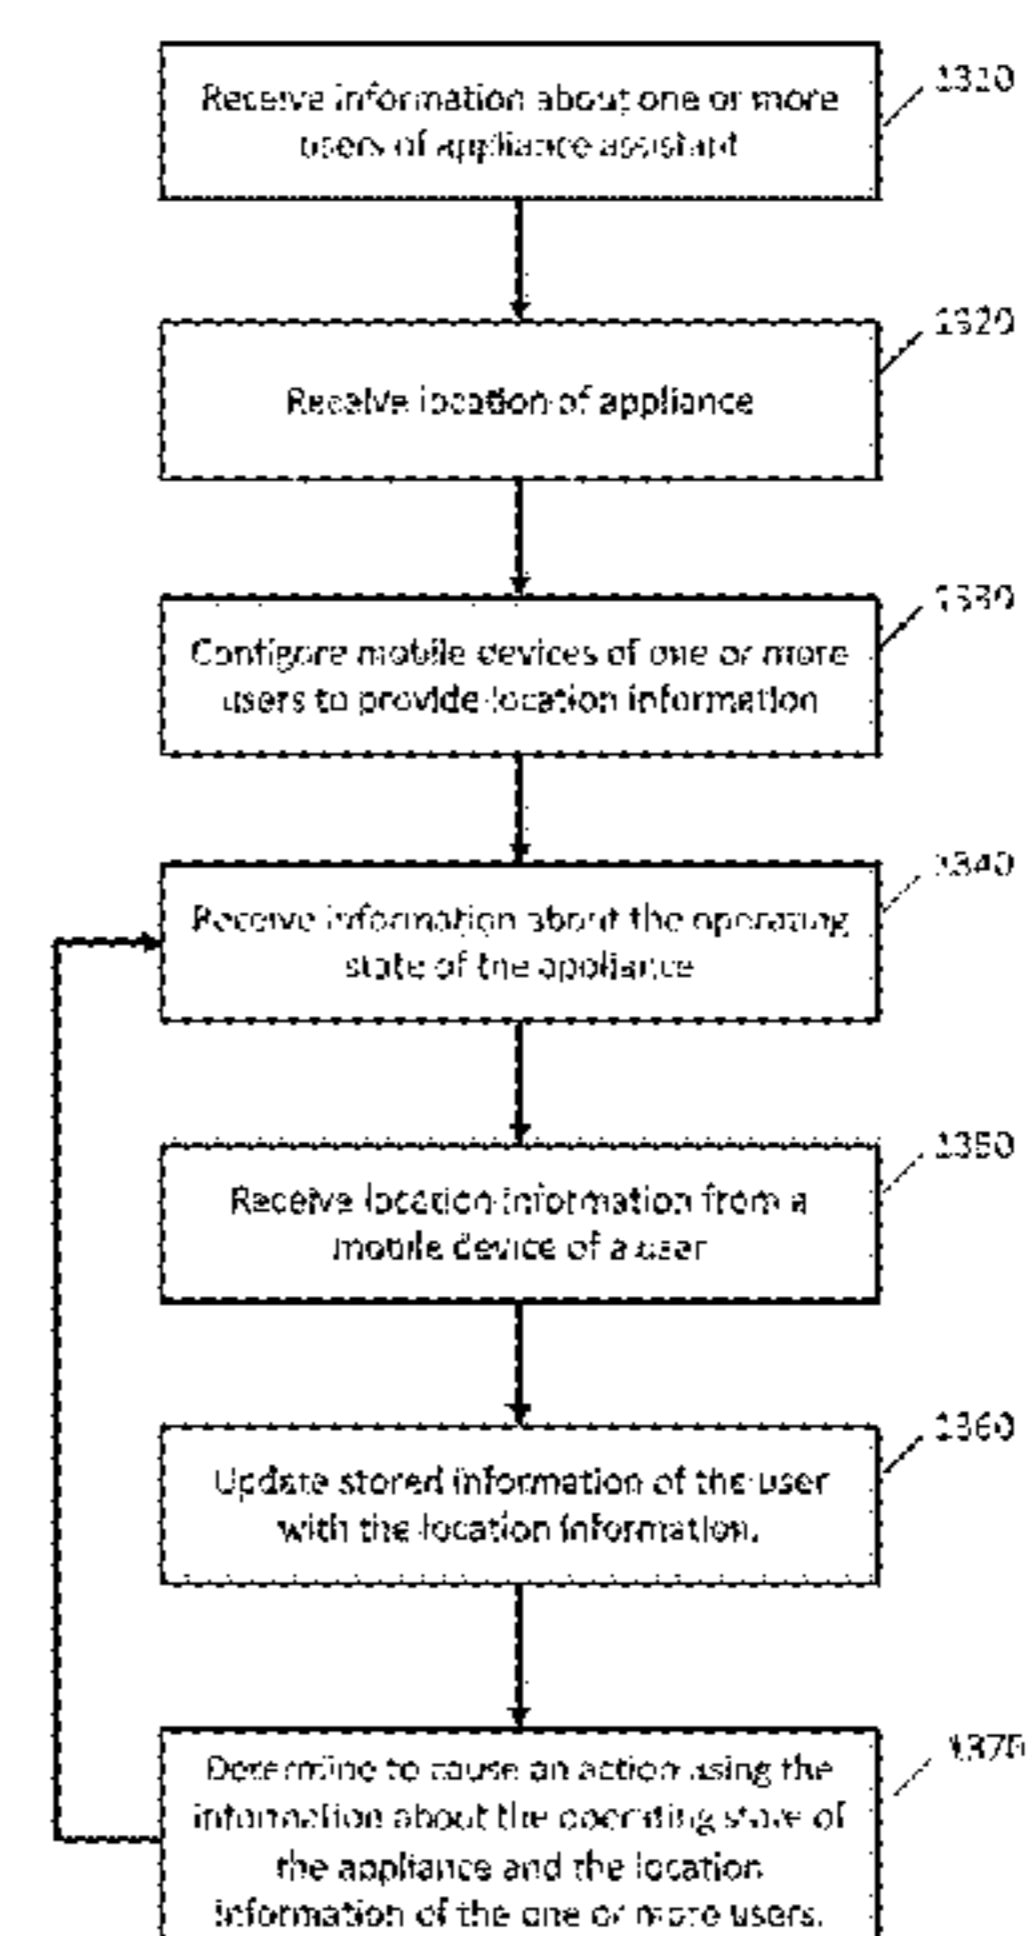 Receive information about one or more
users of appliance assistant
1310
Receive location of appliance
1320
Configure mobile devices of one or more
users to provide location information
1330
Receive information about the operating
state of the appliance
1340
Receive location information from a
mobile device of a user
1350
Update stored information of the user
with the location information.
1360
Determine to cause an action using the
information about the operating state of
the appliance and the location
information of the one or more users.
1370